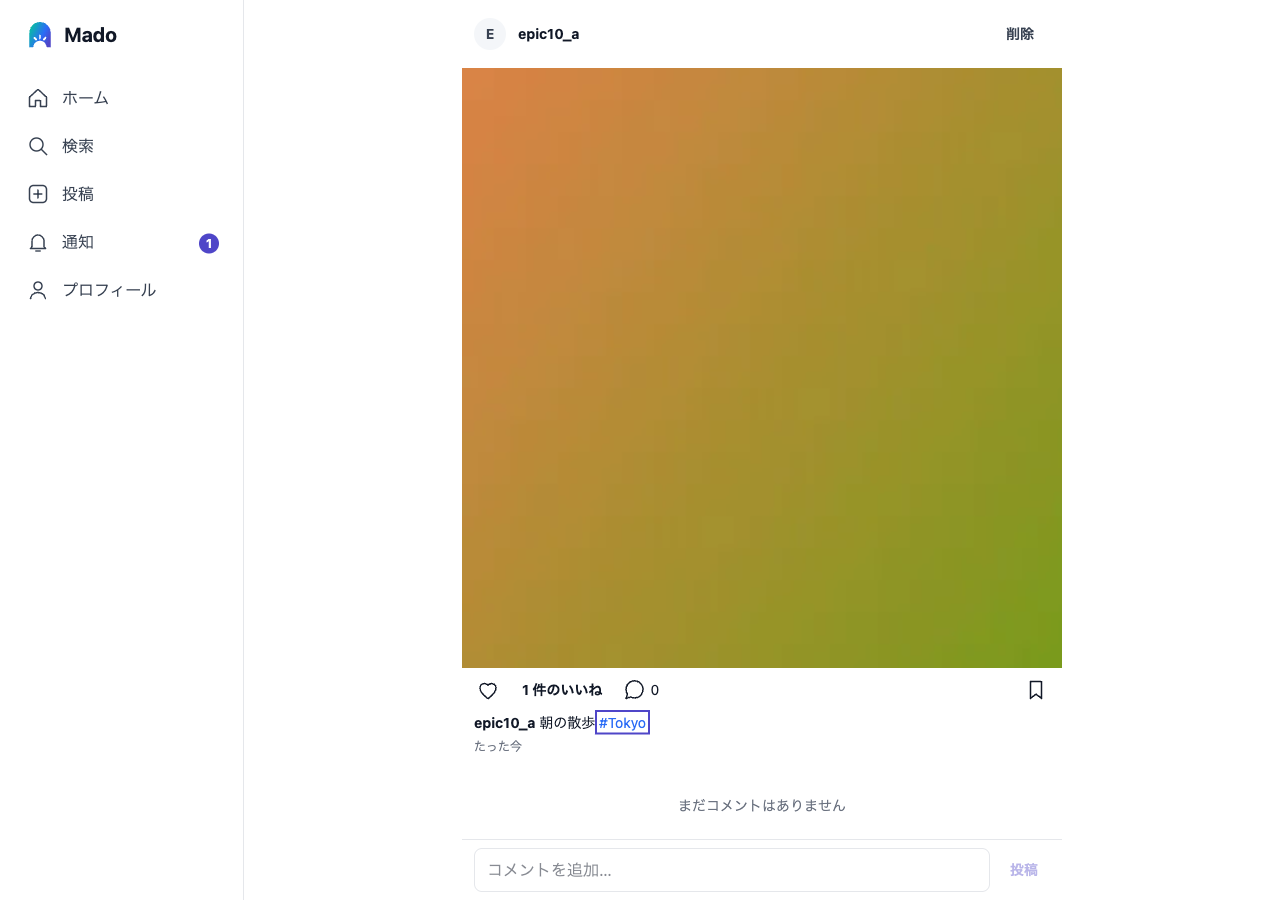 Mado
ホーム
検索
投稿
通知 1
プロフィール
E epic10_a 削除
1 件のいいね 0
epic10_a 朝の散歩 #Tokyo
たった今
まだコメントはありません
コメントを追加... 投稿